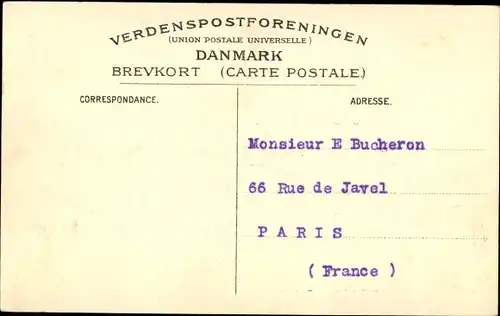 VERDENSPOSTFORENINGEN
(UNION POSTALE UNIVERSELLE)
DANMARK
BREVKORT (CARTE POSTALE.)
CORRESPONDANCE.
ADRESSE.
Monsieur E Bucheron
66 Rue de Javel
PARIS
( France )